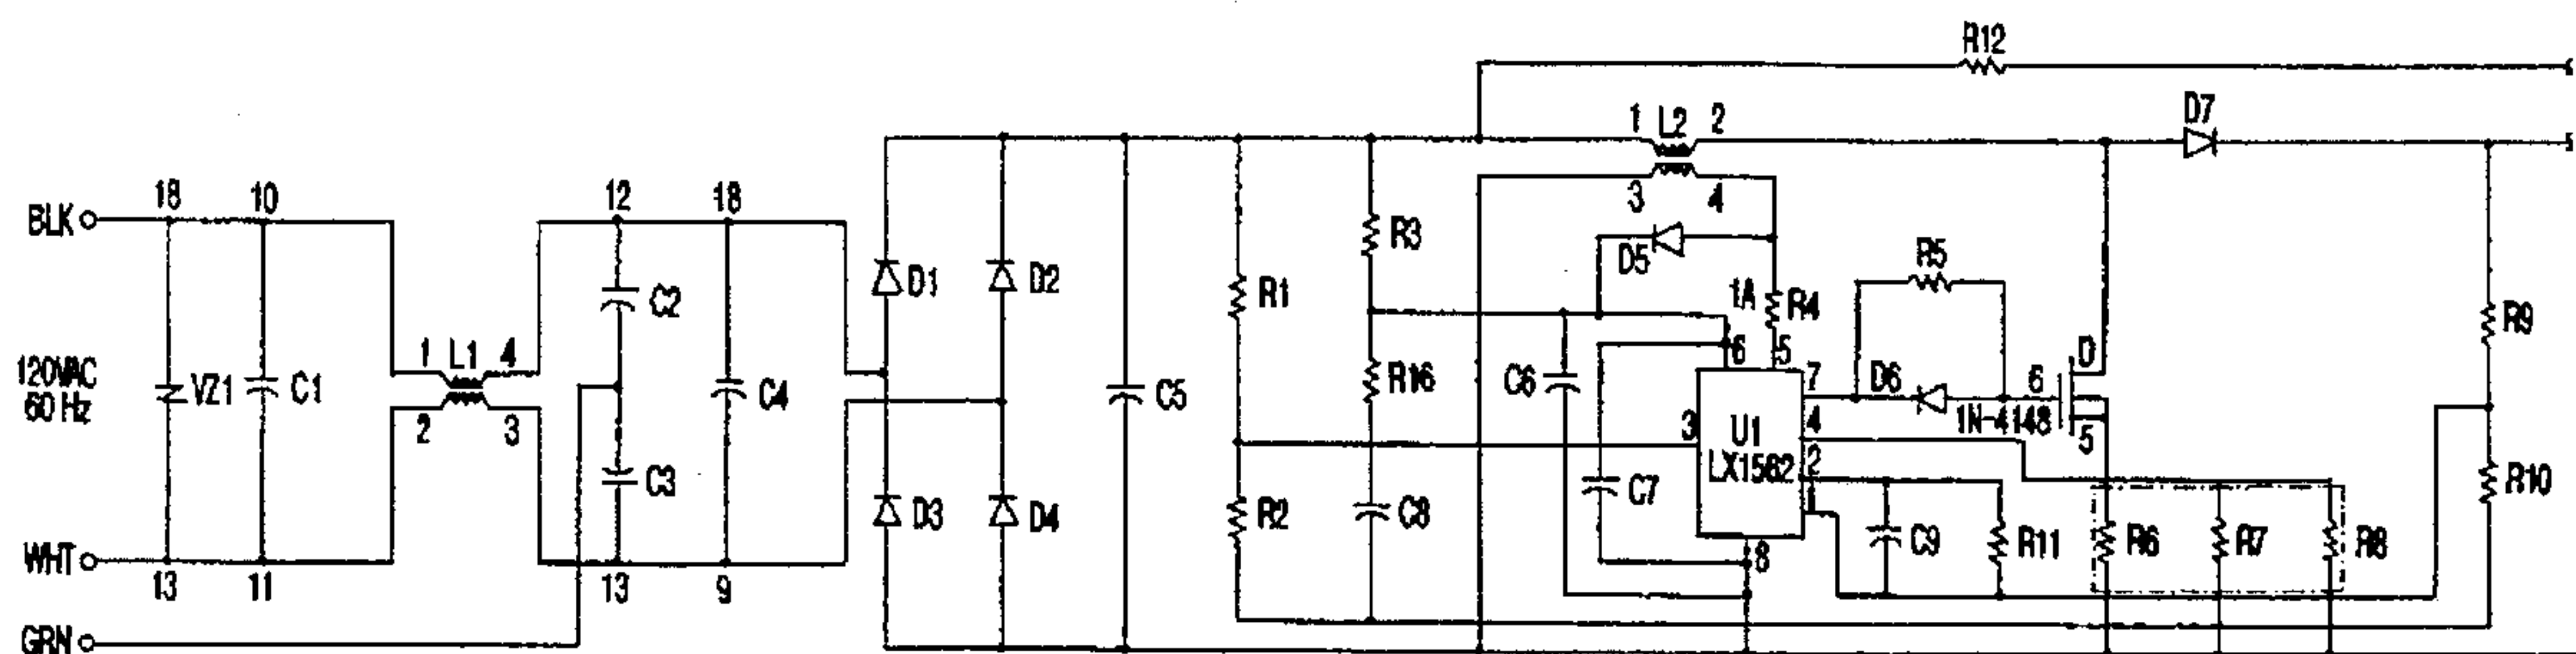 R12
1 L2 2
D7
18 10 12 18
BLK
3 4
R3
D5
R5
D1 D2
R1
1A R4
C2
R9
120VAC
60 Hz
VZ1 C1
1 L1 4
2 3
C4
C5
R16
C6
6 5
7
D6
1N-4148
6 D
5
4
3
U1
LX1562
2
1
8
C3
D3 D4
R2
C8
C7
C9
R11
R6
R7
R8
R10
WHT
13 11 13 9
GRN